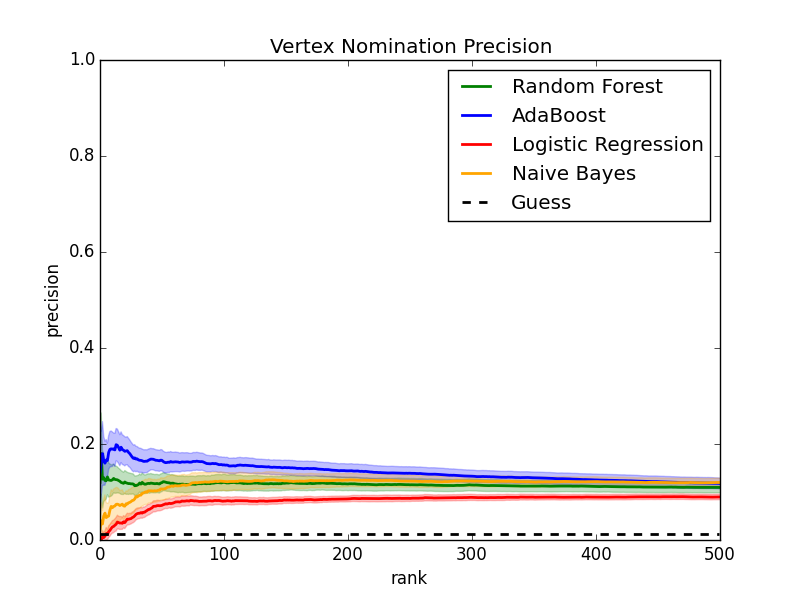 Vertex Nomination Precision
1.0
0.8
0.6
0.4
0.2
0.0
precision
Random Forest
AdaBoost
Logistic Regression
Naive Bayes
Guess
0 100 200 300 400 500
rank